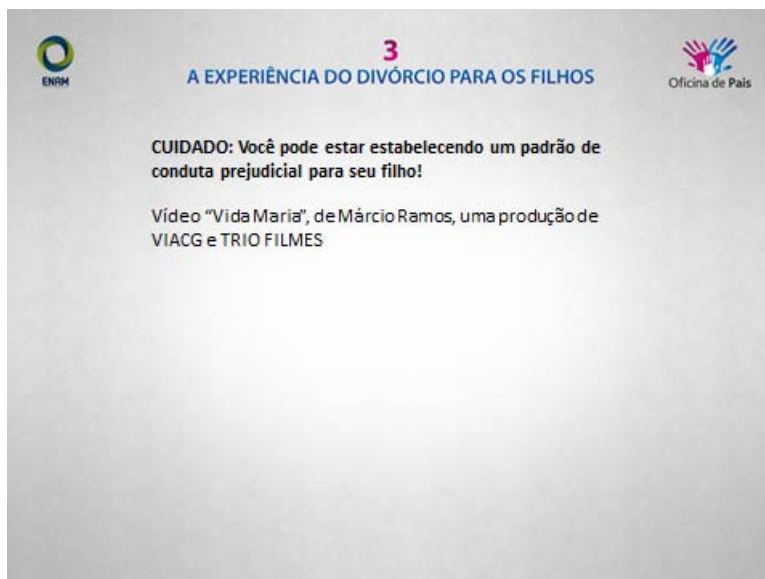 ENAM
3
A EXPERIÊNCIA DO DIVÓRCIO PARA OS FILHOS
Oficina de Pais
CUIDADO: Você pode estar estabelecendo um padrão de
conduta prejudicial para seu filho!
Vídeo “Vida Maria”, de Márcio Ramos, uma produção de
VIACG e TRIO FILMES